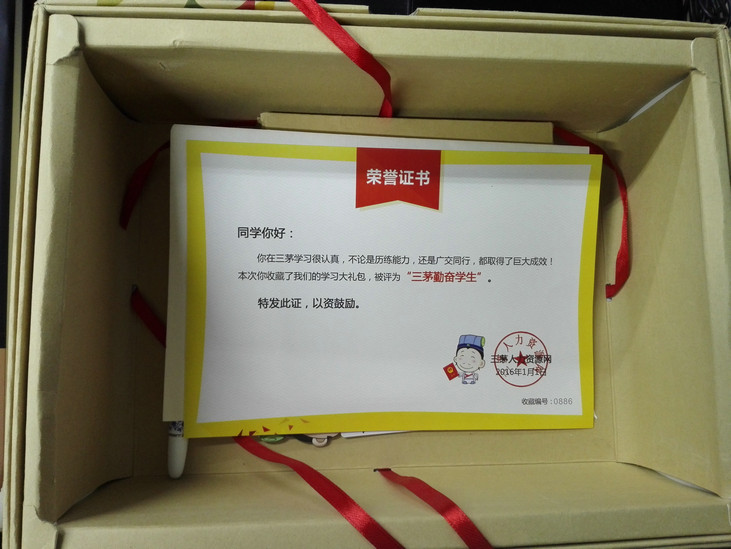 荣誉证书
同学你好：
你在三茅学习很认真，不论是历练能力，还是广交同行，都取得了巨大成效！
本次你收藏了我们的学习大礼包，被评为“三茅勤奋学生”。
特发此证，以资鼓励。
三茅人力资源网
2016年1月1日
收藏编号：0886